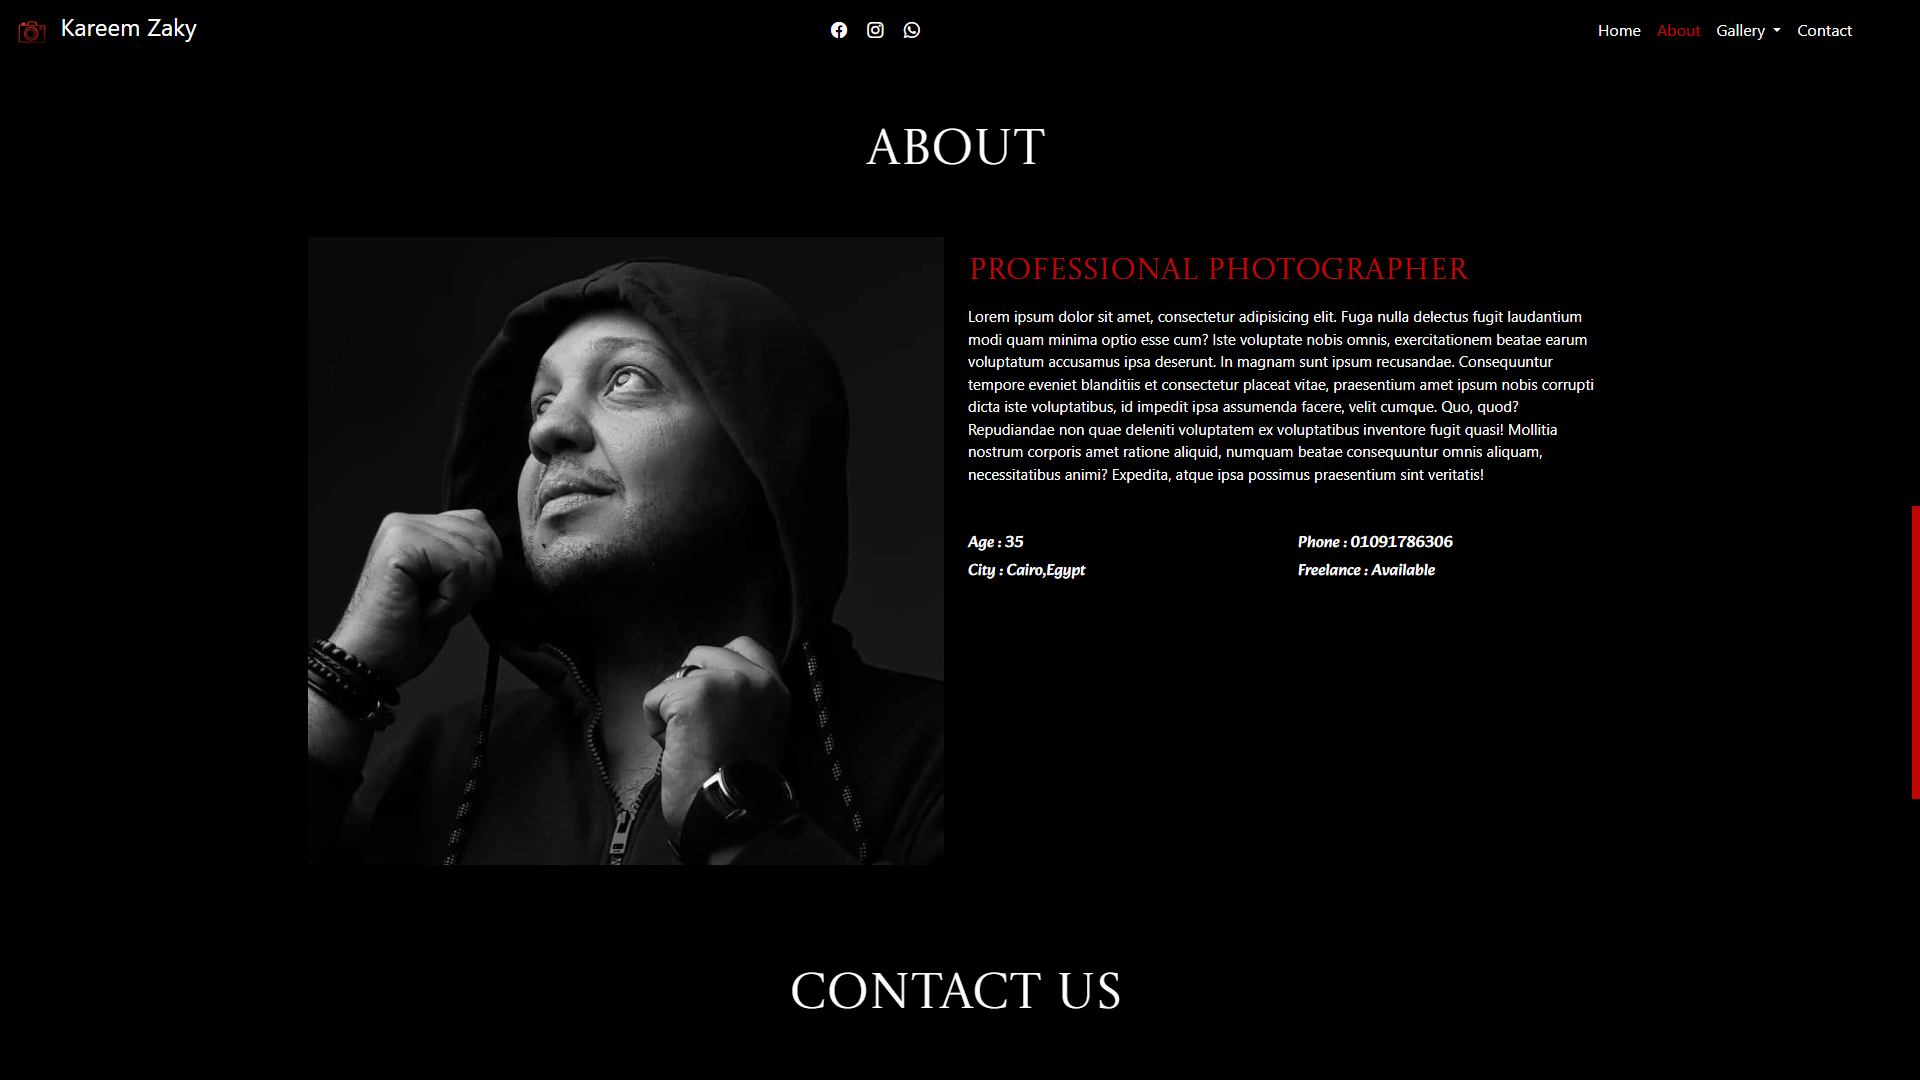 Kareem Zaky
Home About Gallery Contact
ABOUT
PROFESSIONAL PHOTOGRAPHER
Lorem ipsum dolor sit amet, consectetur adipisicing elit. Fuga nulla delectus fugit laudantium
modi quam minima optio esse cum? Iste voluptate nobis omnis, exercitationem beatae earum
voluptatum accusamus ipsa deserunt. In magnam sunt ipsum recusandae. Consequuntur
tempore eveniet blanditiis et consectetur placeat vitae, praesentium amet ipsum nobis corrupti
dicta iste voluptatibus, id impedit ipsa assumenda facere, velit cumque. Quo, quod?
Repudiandae non quae deleniti voluptatem ex voluptatibus inventore fugit quasi! Mollitia
nostrum corporis amet ratione aliquid, numquam beatae consequuntur omnis aliquam,
necessitatibus animi? Expedita, atque ipsa possimus praesentium sint veritatis!
Age : 35
City : Cairo,Egypt
Phone : 01091786306
Freelance : Available
CONTACT US